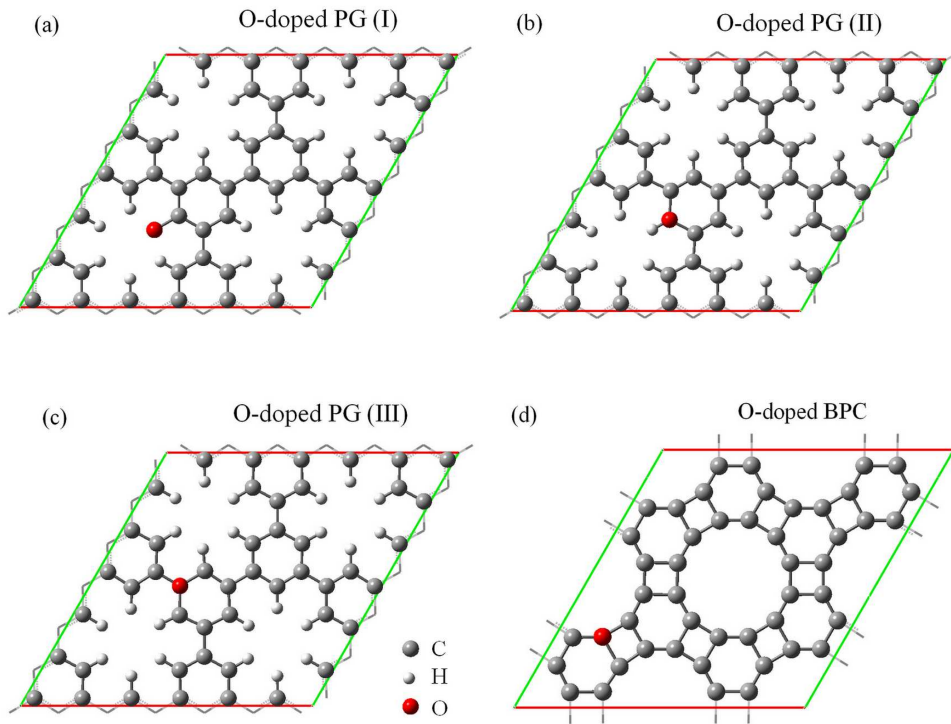 (a) O-doped PG (I)
(b) O-doped PG (II)
(c) O-doped PG (III)
C
H
O
(d) O-doped BPC